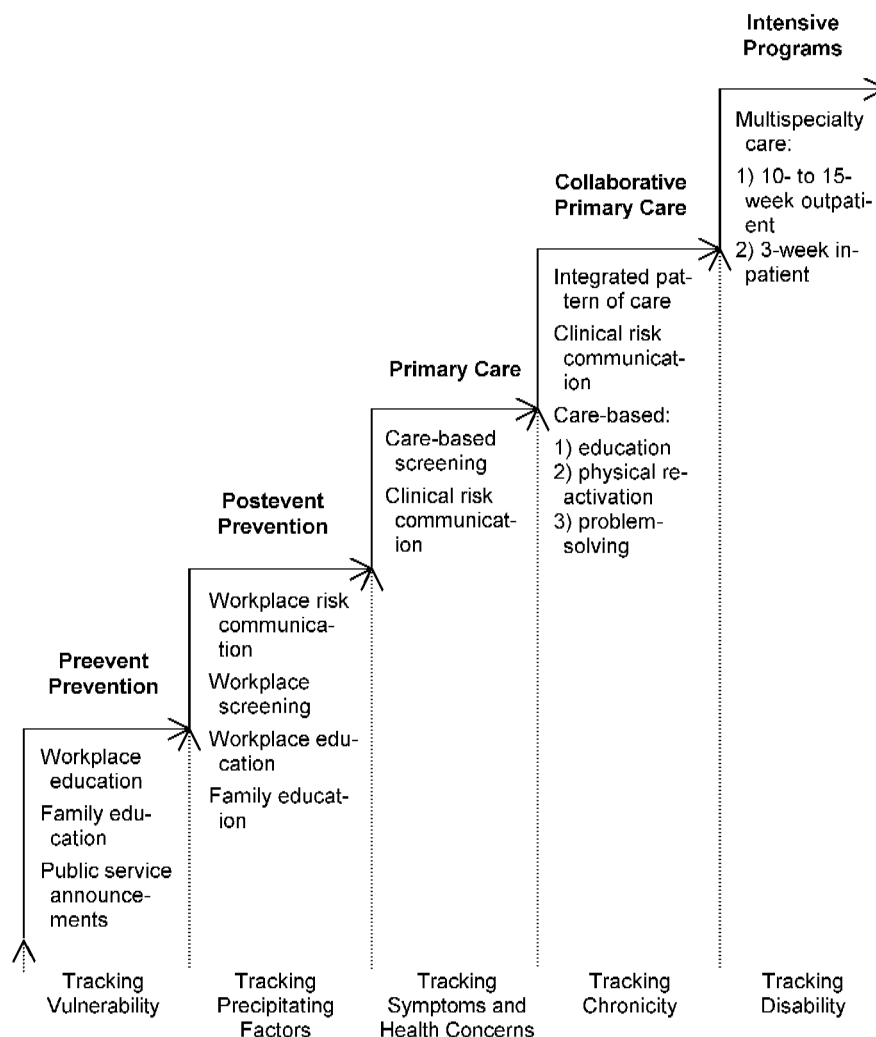 Intensive
Programs
Multispecialty
care:
1) 10- to 15-
week outpati-
ent
2) 3-week in-
patient
Collaborative
Primary Care
Integrated pat-
tern of care
Clinical risk
communicat-
ion
Care-based:
1) education
2) physical re-
activation
3) problem-
solving
Primary Care
Care-based
screening
Clinical risk
communicat-
ion
Postevent
Prevention
Workplace risk
communica-
tion
Workplace
screening
Workplace edu-
cation
Family educat-
ion
Preevent
Prevention
Workplace
education
Family edu-
cation
Public service
announce-
ments
Tracking
Vulnerability
Tracking
Precipitating
Factors
Tracking
Symptoms and
Health Concerns
Tracking
Chronicity
Tracking
Disability